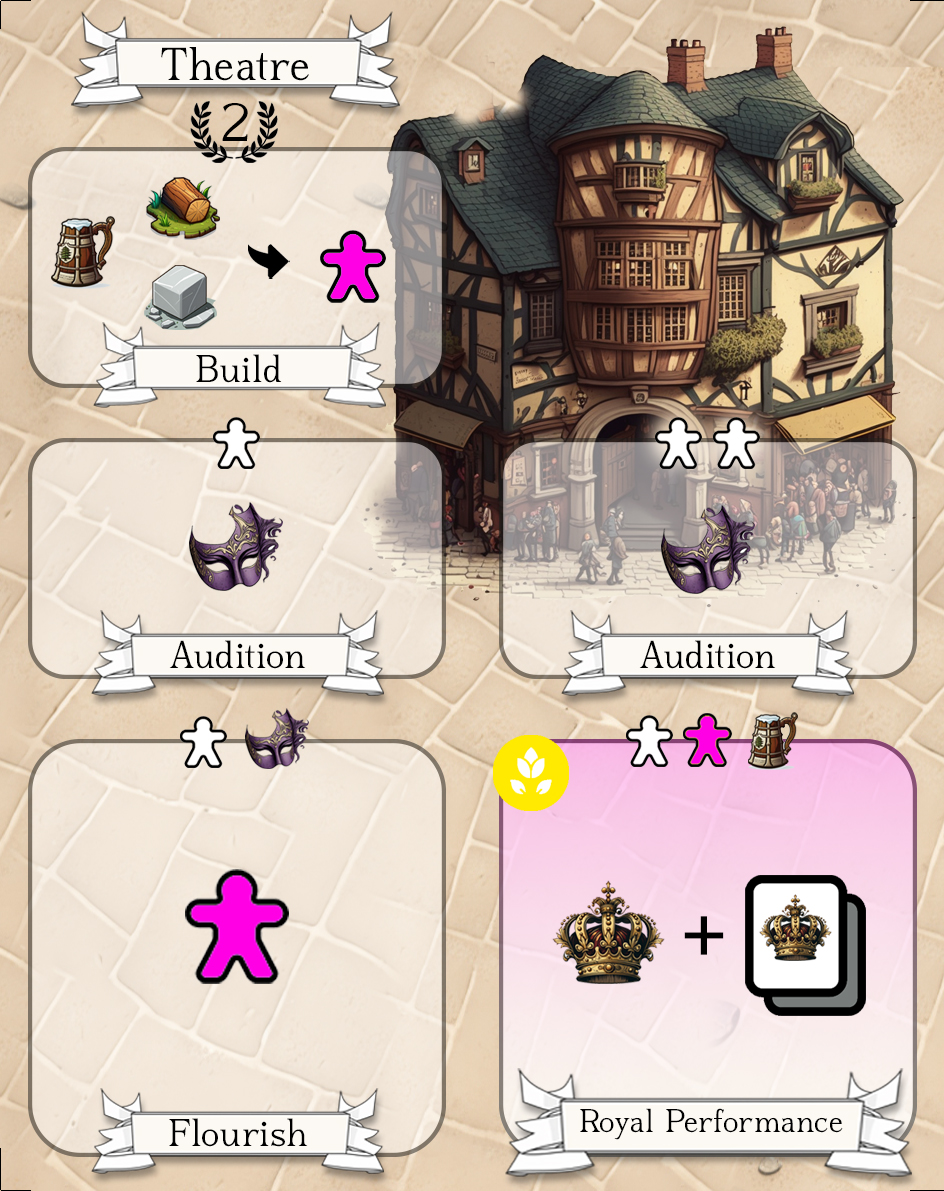 Theatre
2
Build
Audition
Audition
+
Flourish
Royal Performance